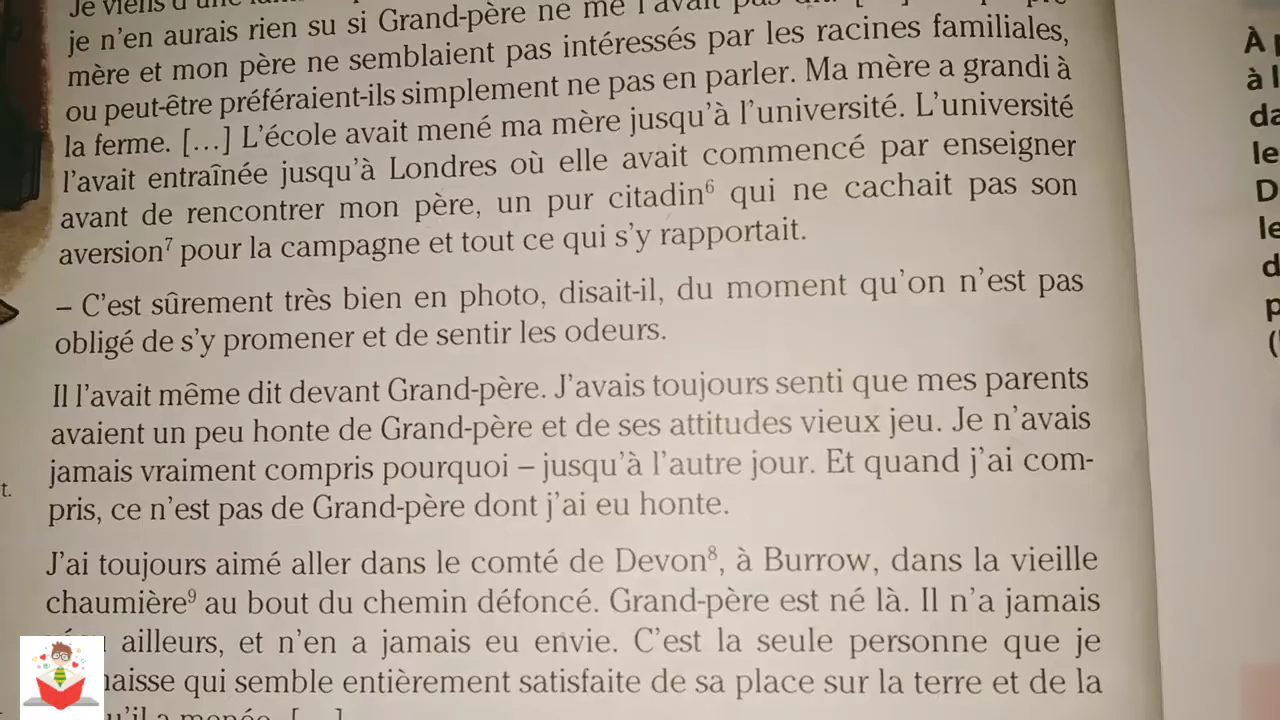 Je viens d'une
je n'en aurais rien su si Grand-père ne me l'avait pas
mère et mon père ne semblaient pas intéressés par les racines familiales,
ou peut-être préféraient-ils simplement ne pas en parler. Ma mère a grandi à
la ferme. […] L'école avait mené ma mère jusqu'à l'université. L'université
l'avait entraînée jusqu'à Londres où elle avait commencé par enseigner
avant de rencontrer mon père, un pur citadin⁶ qui ne cachait pas son
aversion⁷ pour la campagne et tout ce qui s'y rapportait.
– C'est sûrement très bien en photo, disait-il, du moment qu'on n'est pas
obligé de s'y promener et de sentir les odeurs.
Il l'avait même dit devant Grand-père. J'avais toujours senti que mes parents
avaient un peu honte de Grand-père et de ses attitudes vieux jeu. Je n'avais
jamais vraiment compris pourquoi – jusqu'à l'autre jour. Et quand j'ai com-
pris, ce n'est pas de Grand-père dont j'ai eu honte.
t.
J'ai toujours aimé aller dans le comté de Devon⁸, à Burrow, dans la vieille
chaumière⁹ au bout du chemin défoncé. Grand-père est né là. Il n'a jamais
ailleurs, et n'en a jamais eu envie. C'est la seule personne que je
naisse qui semble entièrement satisfaite de sa place sur la terre et de la
qu'il a menée. […]
À
à l
da
le
D
le
d
p
(